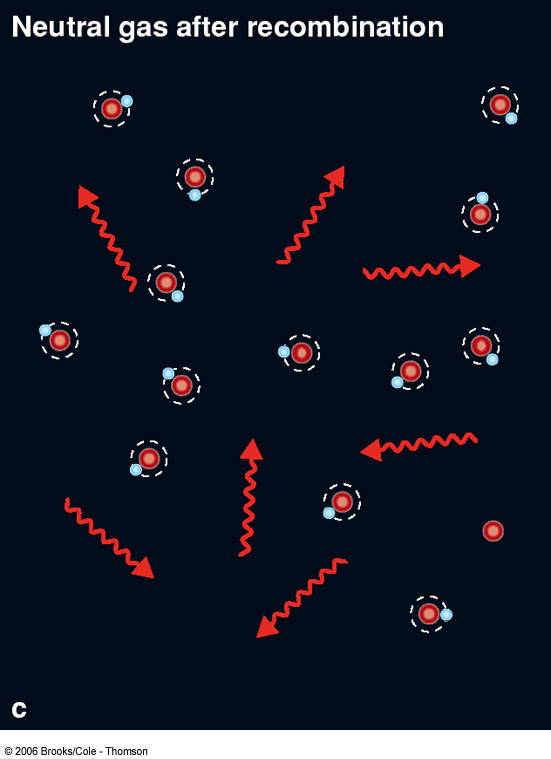 Neutral gas after recombination
c
© 2006 Brooks/Cole - Thomson